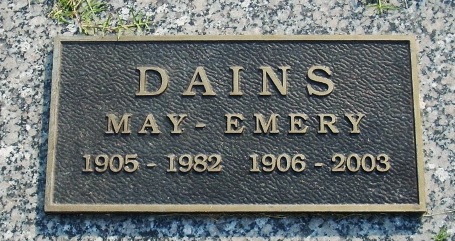 DAINS
MAY - EMERY
1905 - 1982 1906 - 2003